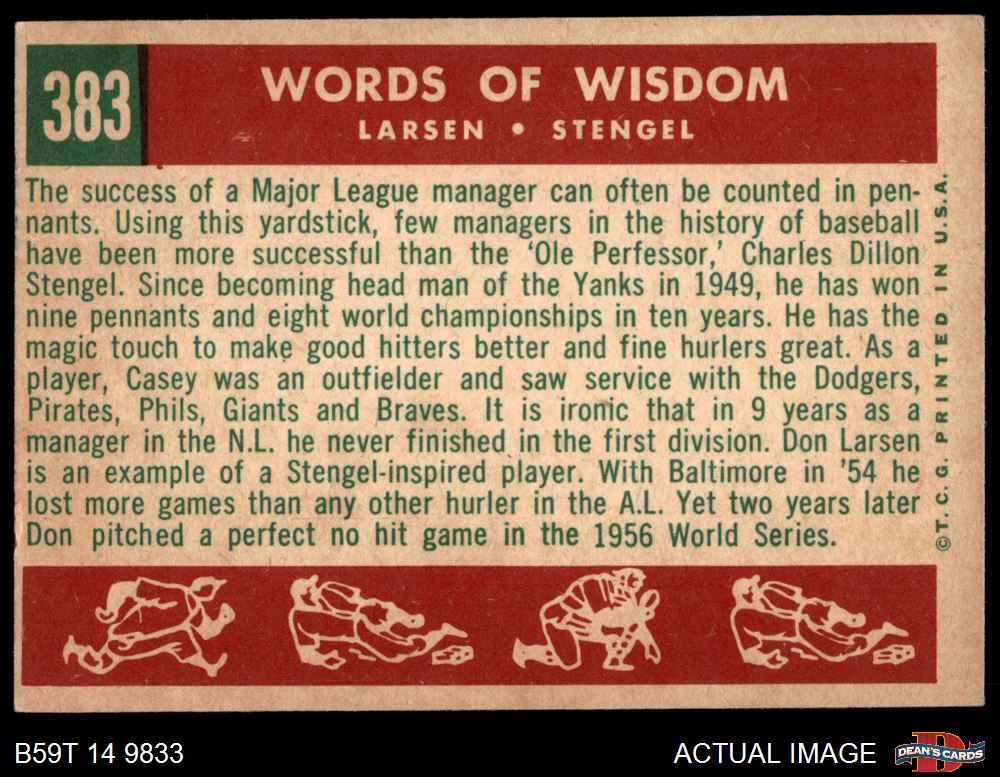 383
WORDS OF WISDOM
LARSEN • STENGEL
The success of a Major League manager can often be counted in pen-
nants. Using this yardstick, few managers in the history of baseball
have been more successful than the 'Ole Perfessor,' Charles Dillon
Stengel. Since becoming head man of the Yanks in 1949, he has won
nine pennants and eight world championships in ten years. He has the
magic touch to make good hitters better and fine hurlers great. As a
player, Casey was an outfielder and saw service with the Dodgers,
Pirates, Phils, Giants and Braves. It is ironic that in 9 years as a
manager in the N.L. he never finished in the first division. Don Larsen
is an example of a Stengel-inspired player. With Baltimore in '54 he
lost more games than any other hurler in the A.L. Yet two years later
Don pitched a perfect no hit game in the 1956 World Series.
©T. C. G. PRINTED IN U.S.A.
B59T 14 9833
ACTUAL IMAGE
D
DEAN'S CARDS